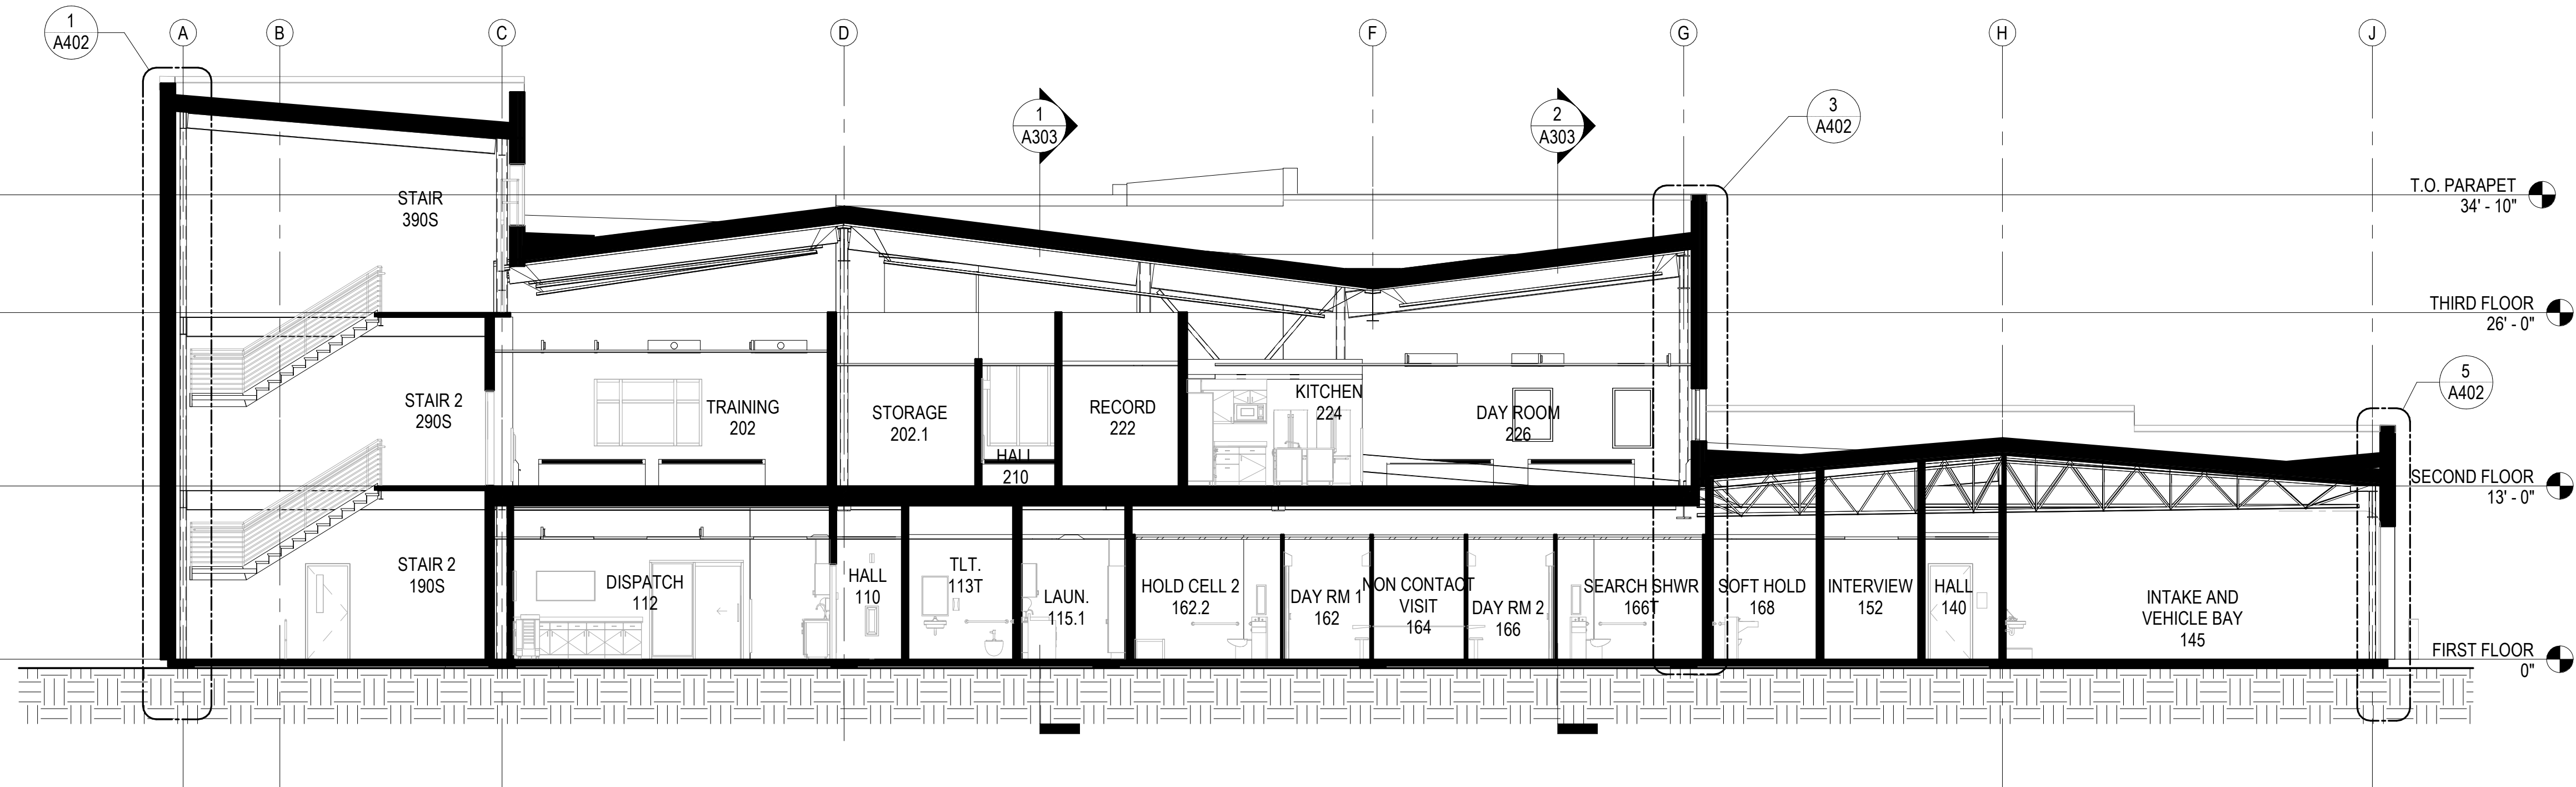 1
A402
A
B
C
D
F
G
H
J
1
A303
2
A303
3
A402
T.O. PARAPET
34' - 10"
STAIR
390S
THIRD FLOOR
26' - 0"
5
A402
STAIR 2
290S
TRAINING
202
STORAGE
202.1
HALL
210
RECORD
222
KITCHEN
224
DAY ROOM
226
SECOND FLOOR
13' - 0"
STAIR 2
190S
DISPATCH
112
HALL
110
TLT.
113T
LAUN.
115.1
HOLD CELL 2
162.2
DAY RM 1
162
NON CONTACT
VISIT
164
DAY RM 2
166
SEARCH SHWR
166T
SOFT HOLD
168
INTERVIEW
152
HALL
140
INTAKE AND
VEHICLE BAY
145
FIRST FLOOR
0"